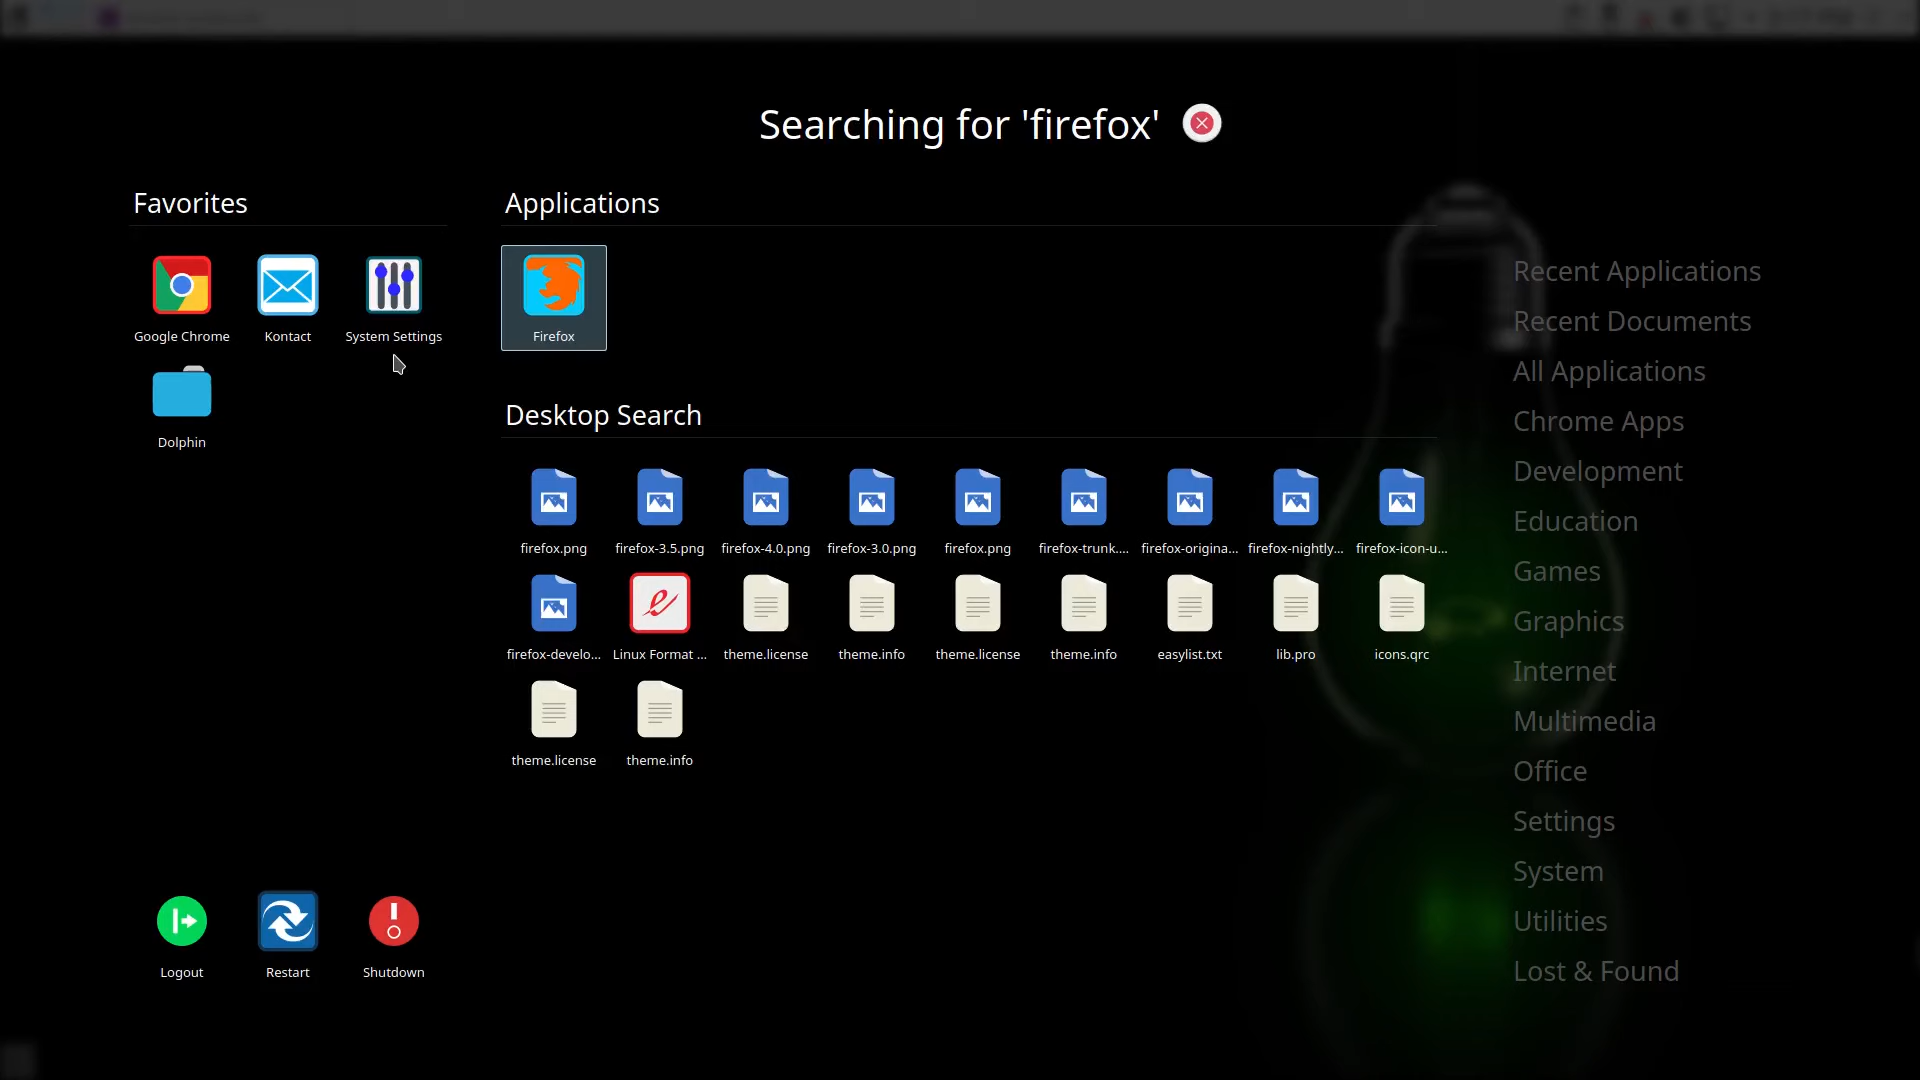 Searching for 'firefox'
Favorites
Google Chrome
Kontact
System Settings
Dolphin
Applications
Firefox
Desktop Search
firefox.png
firefox-3.5.png
firefox-4.0.png
firefox-3.0.png
firefox.png
firefox-trunk....
firefox-origina...
firefox-nightly...
firefox-icon-u...
firefox-develo...
Linux Format ...
theme.license
theme.info
theme.license
theme.info
easylist.txt
lib.pro
icons.qrc
theme.license
theme.info
Recent Applications
Recent Documents
All Applications
Chrome Apps
Development
Education
Games
Graphics
Internet
Multimedia
Office
Settings
System
Utilities
Lost & Found
Logout
Restart
Shutdown